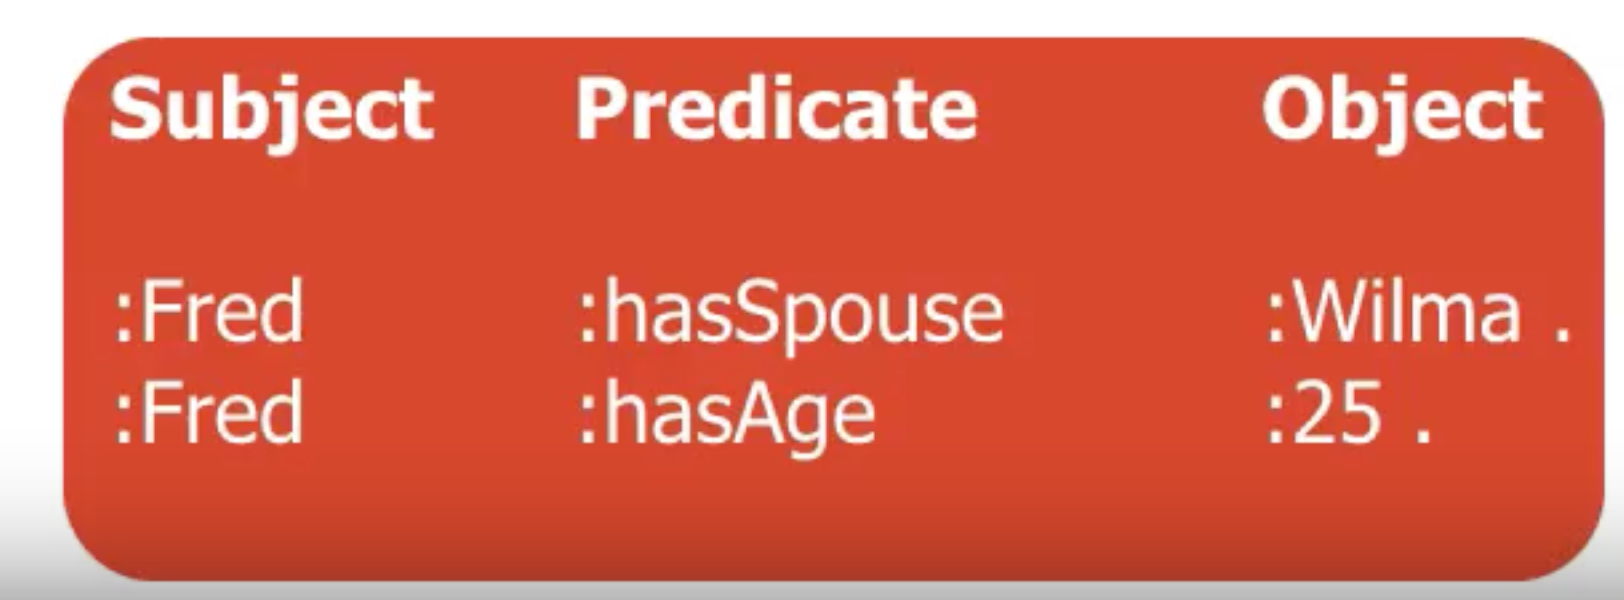 Subject Predicate Object
:Fred :hasSpouse :Wilma .
:Fred :hasAge :25 .